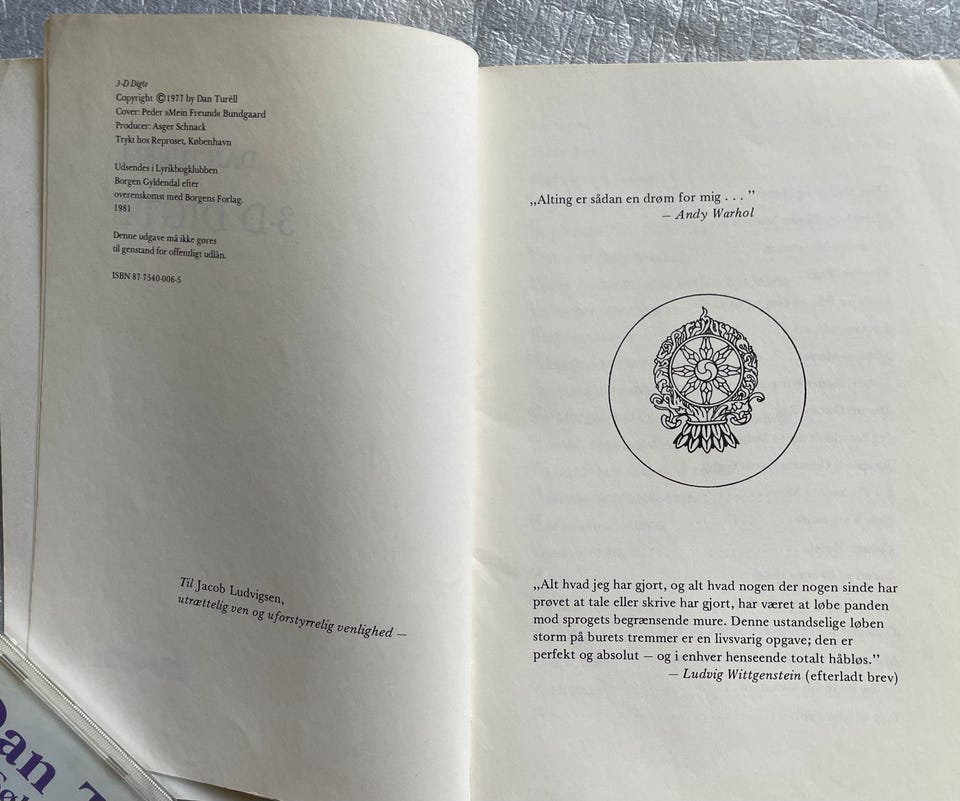 3-D Digte
Copyright ©1977 by Dan Turèll
Cover: Peder »Mein Freund« Bundgaard
Producer: Asger Schnack
Trykt hos Reproset, København
Udsendes i Lyrikbogklubben
Borgen Gyldendal efter
overenskomst med Borgens Forlag.
1981
Denne udgave må ikke gøres
til genstand for offentligt udlån.
ISBN 87-7540-006-5
Til Jacob Ludvigsen,
utrættelig ven og uforstyrrelig venlighed —
„Alting er sådan en drøm for mig . . . ”
— Andy Warhol
„Alt hvad jeg har gjort, og alt hvad nogen der nogen sinde har
prøvet at tale eller skrive har gjort, har været at løbe panden
mod sprogets begrænsende mure. Denne ustandselige løben
storm på burets tremmer er en livsvarig opgave; den er
perfekt og absolut — og i enhver henseende totalt håbløs.”
— Ludvig Wittgenstein (efterladt brev)
Dan